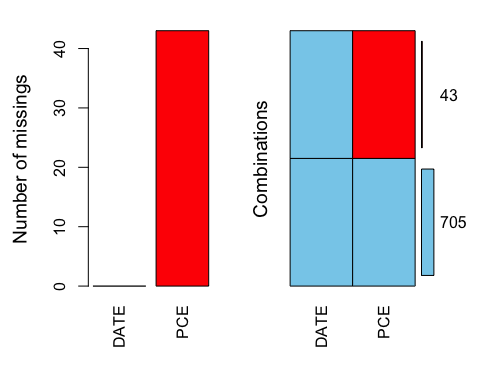 Number of missings
40
30
20
10
0
DATE
PCE
Combinations
43
705
DATE
PCE